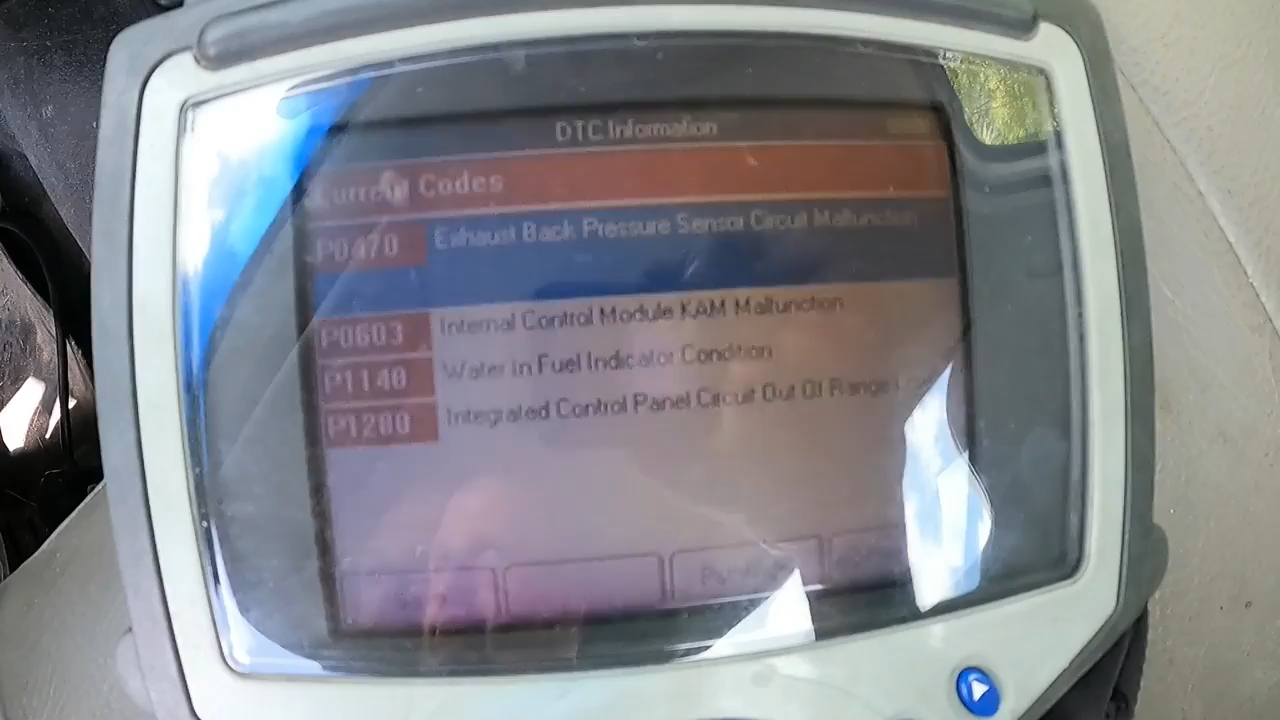 DTC Information
Current Codes
P0470 Exhaust Back Pressure Sensor Circuit Malfunction
P0603 Internal Control Module KAM Malfunction
P1140 Water in Fuel Indicator Condition
P1280 Integrated Control Panel Circuit Out Of Range